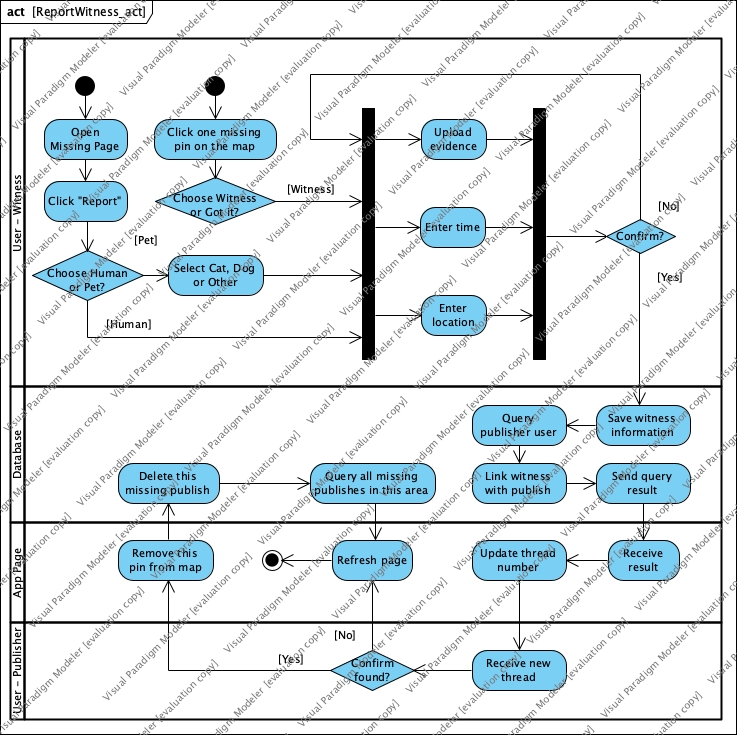 act [ReportWitness_act]
User - Witness
Open
Missing Page
Click one missing
pin on the map
Upload
evidence
Click "Report"
Choose Witness
or Got it?
[Witness]
[No]
Enter time
Confirm?
[Pet]
Choose Human
or Pet?
Select Cat, Dog
or Other
[Yes]
Enter
location
[Human]
Database
Query
publisher user
Save witness
information
Delete this
missing publish
Query all missing
publishes in this area
Link witness
with publish
Send query
result
App Page
Remove this
pin from map
Refresh page
Update thread
number
Receive
result
User - Publisher
[No]
[Yes]
Confirm
found?
Receive new
thread
Visual Paradigm Modeler [evaluation copy]